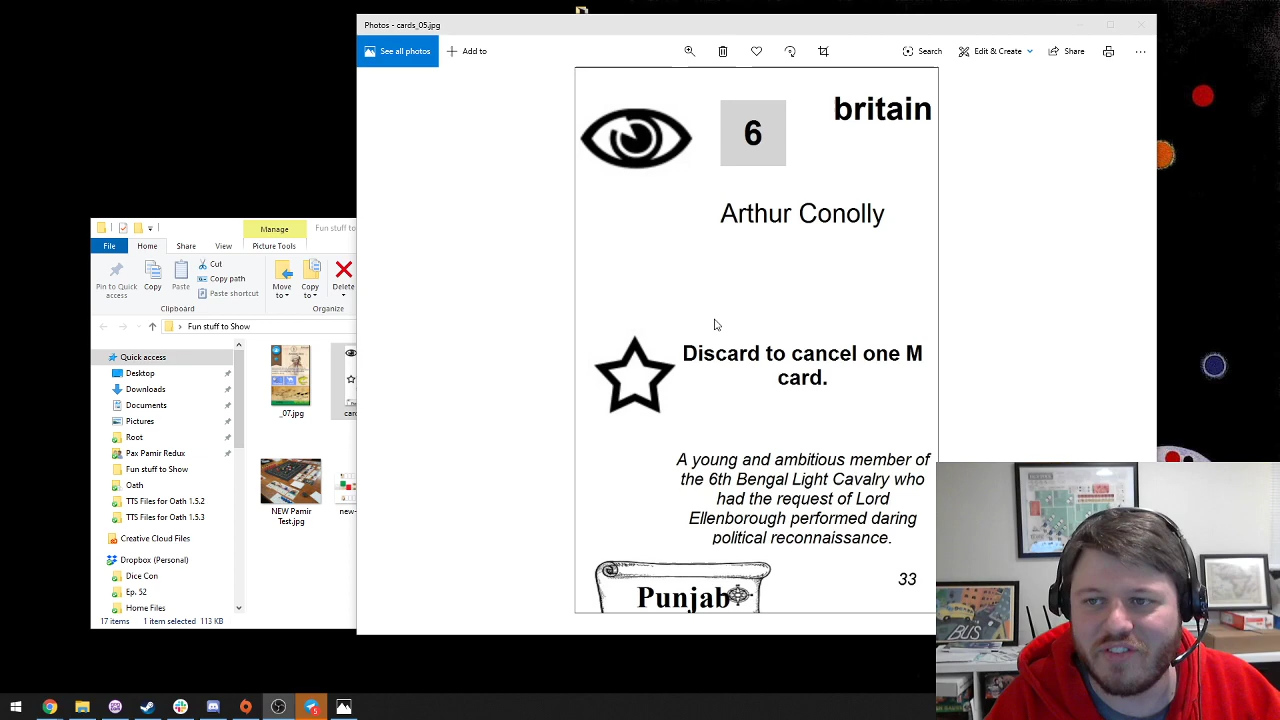 Photos - cards_05.jpg
See all photos
Add to
Search
Edit & Create
Share
britain
6
Arthur Conolly
Discard to cancel one M
card.
A young and ambitious member of
the 6th Bengal Light Cavalry who
had the request of Lord
Ellenborough performed daring
political reconnaissance.
33
Punjab
Manage
Fun stuff to
File
Home
Share
View
Picture Tools
Pin to Quick
access
Copy
Paste
Cut
Copy path
Paste shortcut
Move
to
Copy
to
Delete
Clipboard
Organize
Fun stuff to Show
Quick access
Desktop
Downloads
Documents
Pictures
Root
Pax Pamir Redux
Fun stuff to Show
Oath
TTS Files for Oath 1.5.2
TTS Files for Oath 1.5.3
Creative Cloud Files
Dropbox (Personal)
Dice Con
Ep. 52
Home Files
_07.jpg
car
NEW Pamir
Test.jpg
new-
17 items
1 item selected
113 KB
BUS